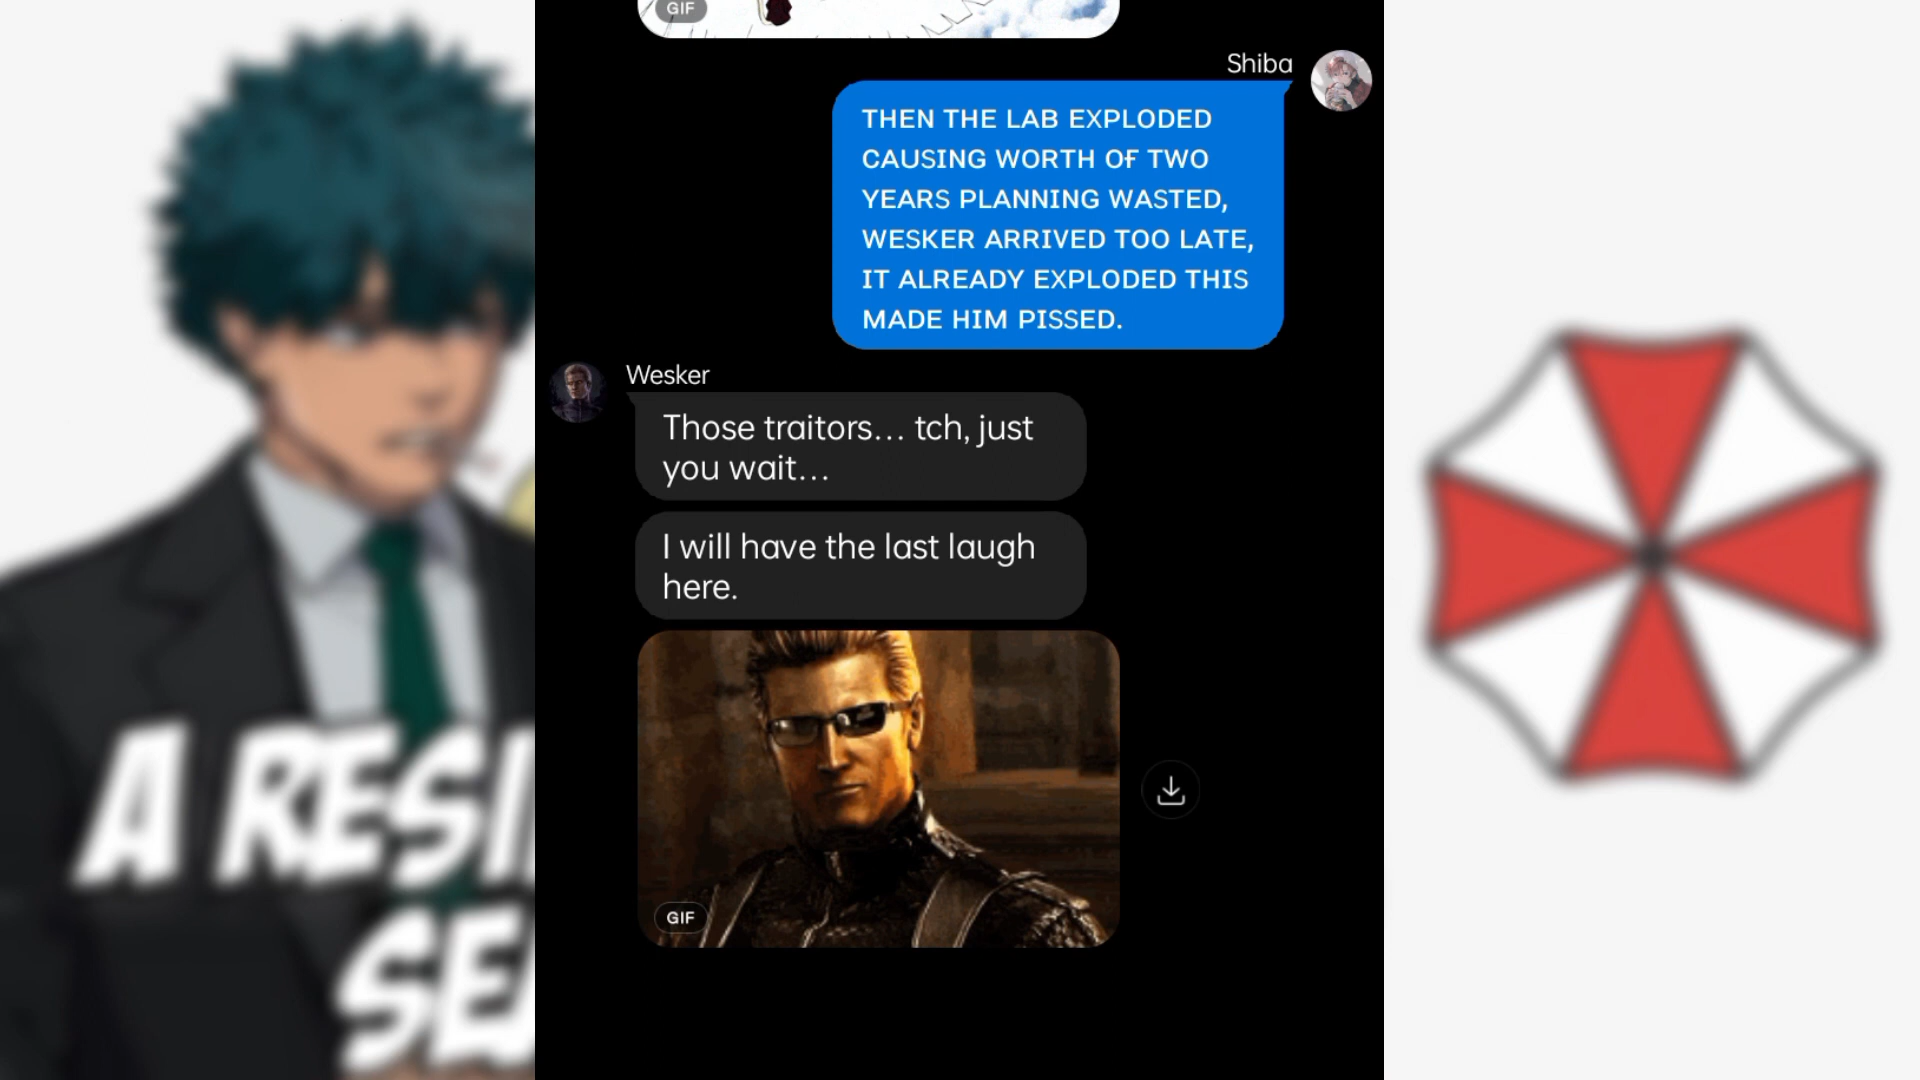 GIF
Shiba
THEN THE LAB EXPLODED
CAUSING WORTH OF TWO
YEARS PLANNING WASTED,
WESKER ARRIVED TOO LATE,
IT ALREADY EXPLODED THIS
MADE HIM PISSED.
Wesker
Those traitors... tch, just
you wait...
I will have the last laugh
here.
GIF
A RESI
SE